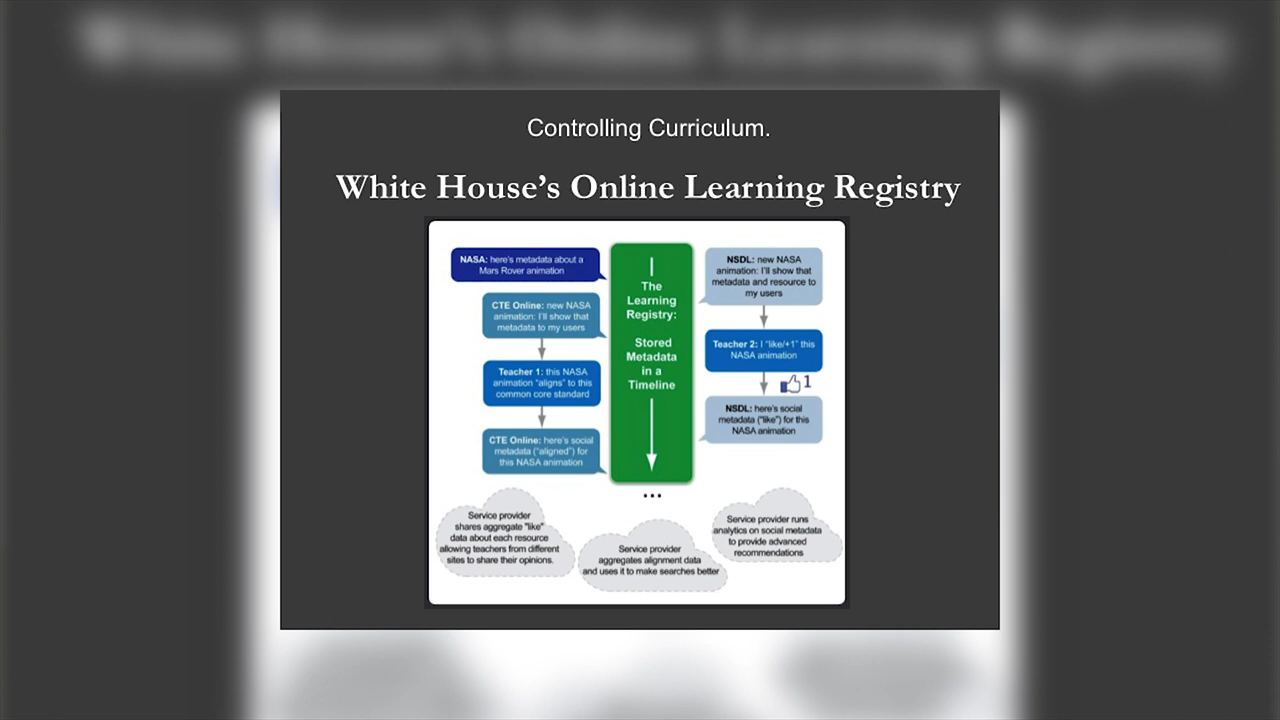 White House's Online Learning Registry
Controlling Curriculum.
White House's Online Learning Registry
NASA: here's metadata about a
Mars Rover animation
CTE Online: new NASA
animation: I'll show that
metadata to my users
Teacher 1: this NASA
animation "aligns" to this
common core standard
CTE Online: here's social
metadata ("aligned") for
this NASA animation
The
Learning
Registry:
Stored
Metadata
in a
Timeline
...
NSDL: new NASA
animation: I'll show that
metadata and resource to
my users
Teacher 2: I "like/+1" this
NASA animation
1
NSDL: here's social
metadata ("like") for this
NASA animation
Service provider
shares aggregate "like"
data about each resource
allowing teachers from different
sites to share their opinions.
Service provider
aggregates alignment data
and uses it to make searches better
Service provider runs
analytics on social metadata
to provide advanced
recommendations